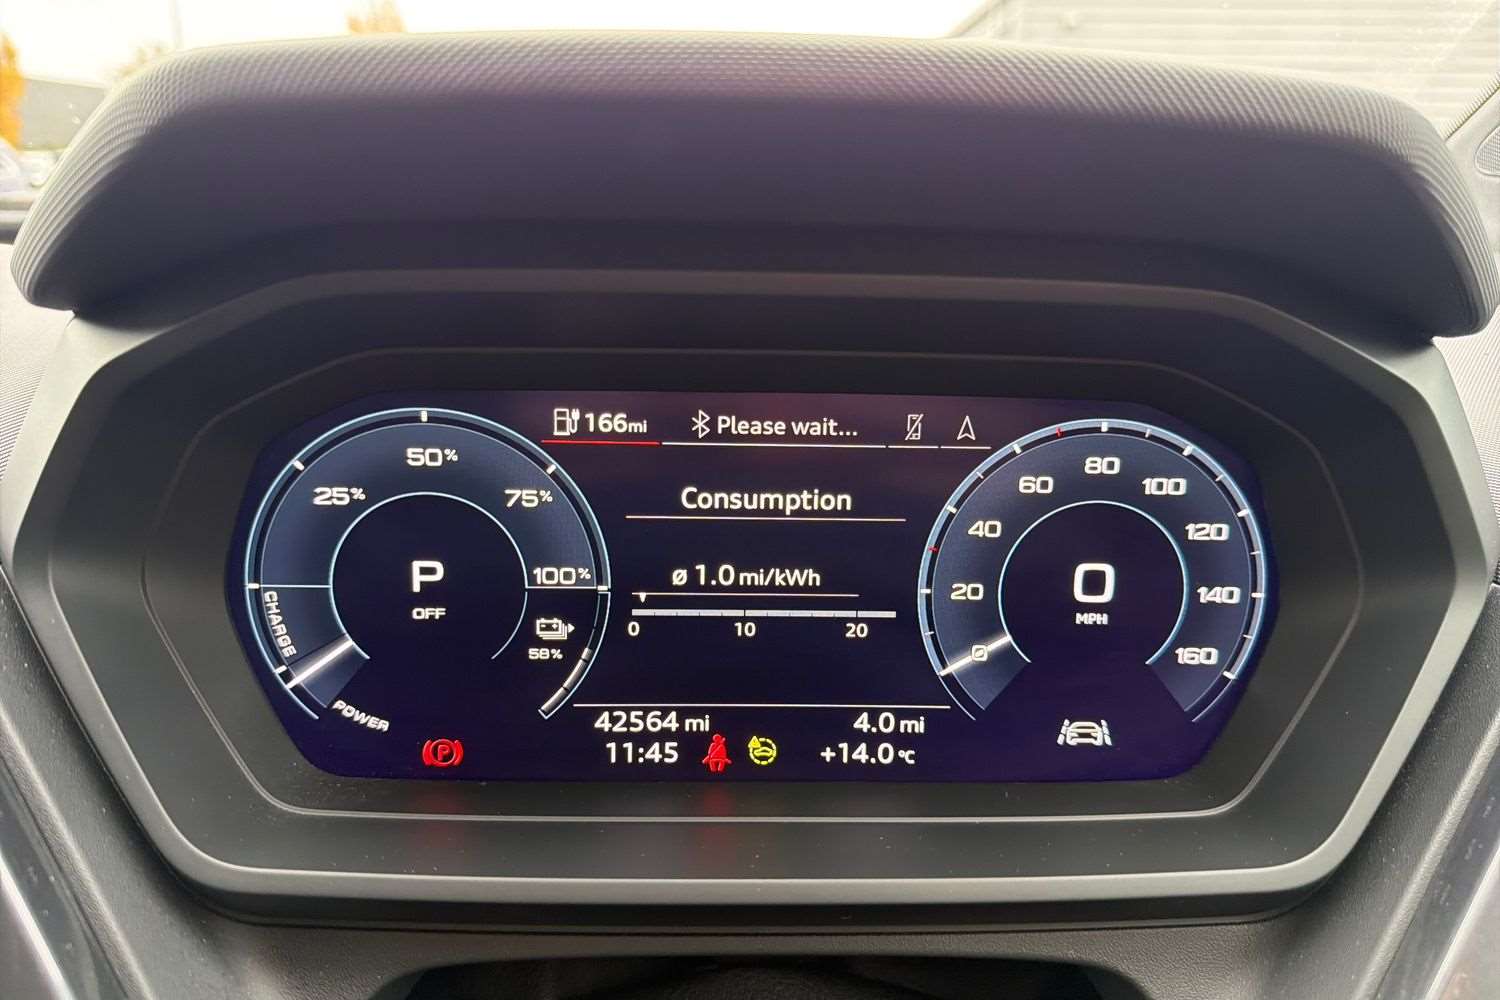 166mi
Please wait...
Consumption
ø 1.0 mi/kWh
0 10 20
42564 mi 4.0 mi
11:45 +14.0 °C
25%
50%
75%
100%
P
OFF
CHARGE
POWER
58%
P
0
20
40
60
80
100
120
140
160
0
MPH